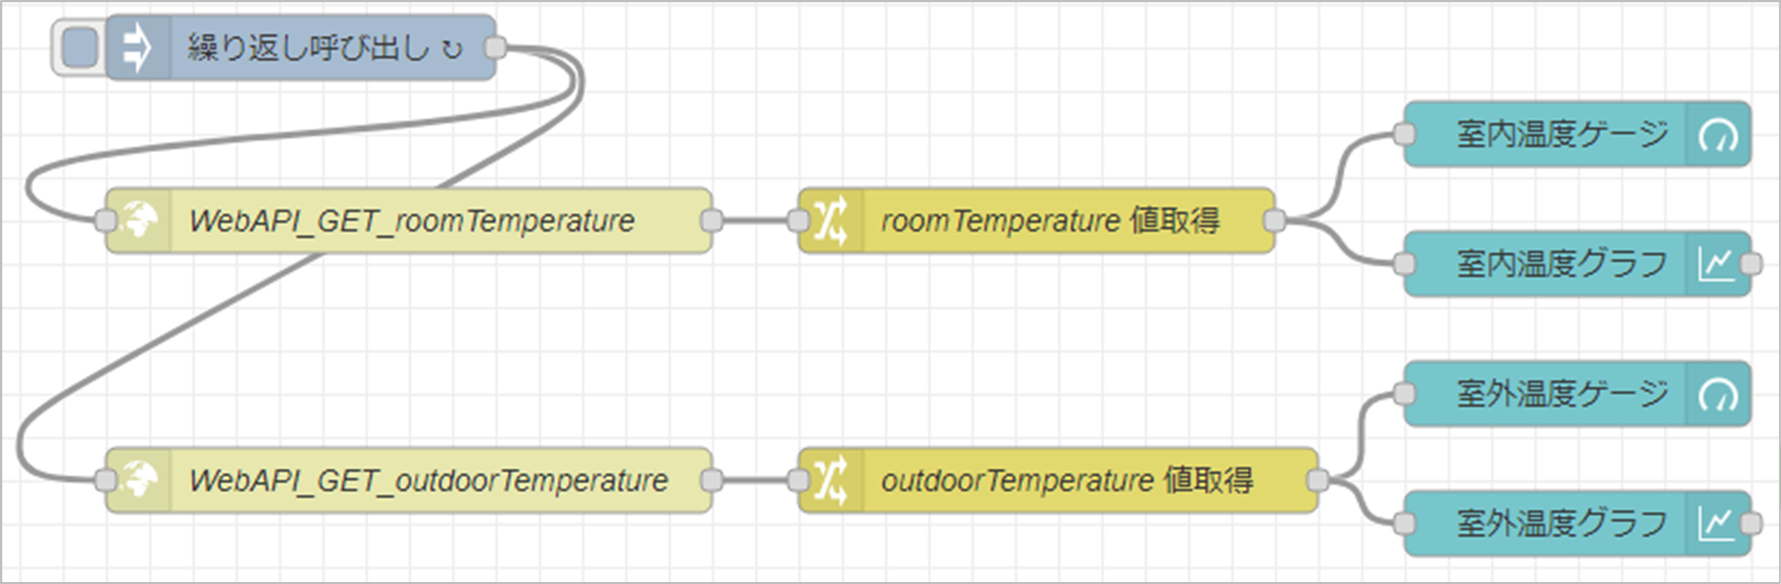 繰り返し呼び出し ↻
室内温度ゲージ
WebAPI_GET_roomTemperature
roomTemperature 値取得
室内温度グラフ
室外温度ゲージ
WebAPI_GET_outdoorTemperature
outdoorTemperature 値取得
室外温度グラフ